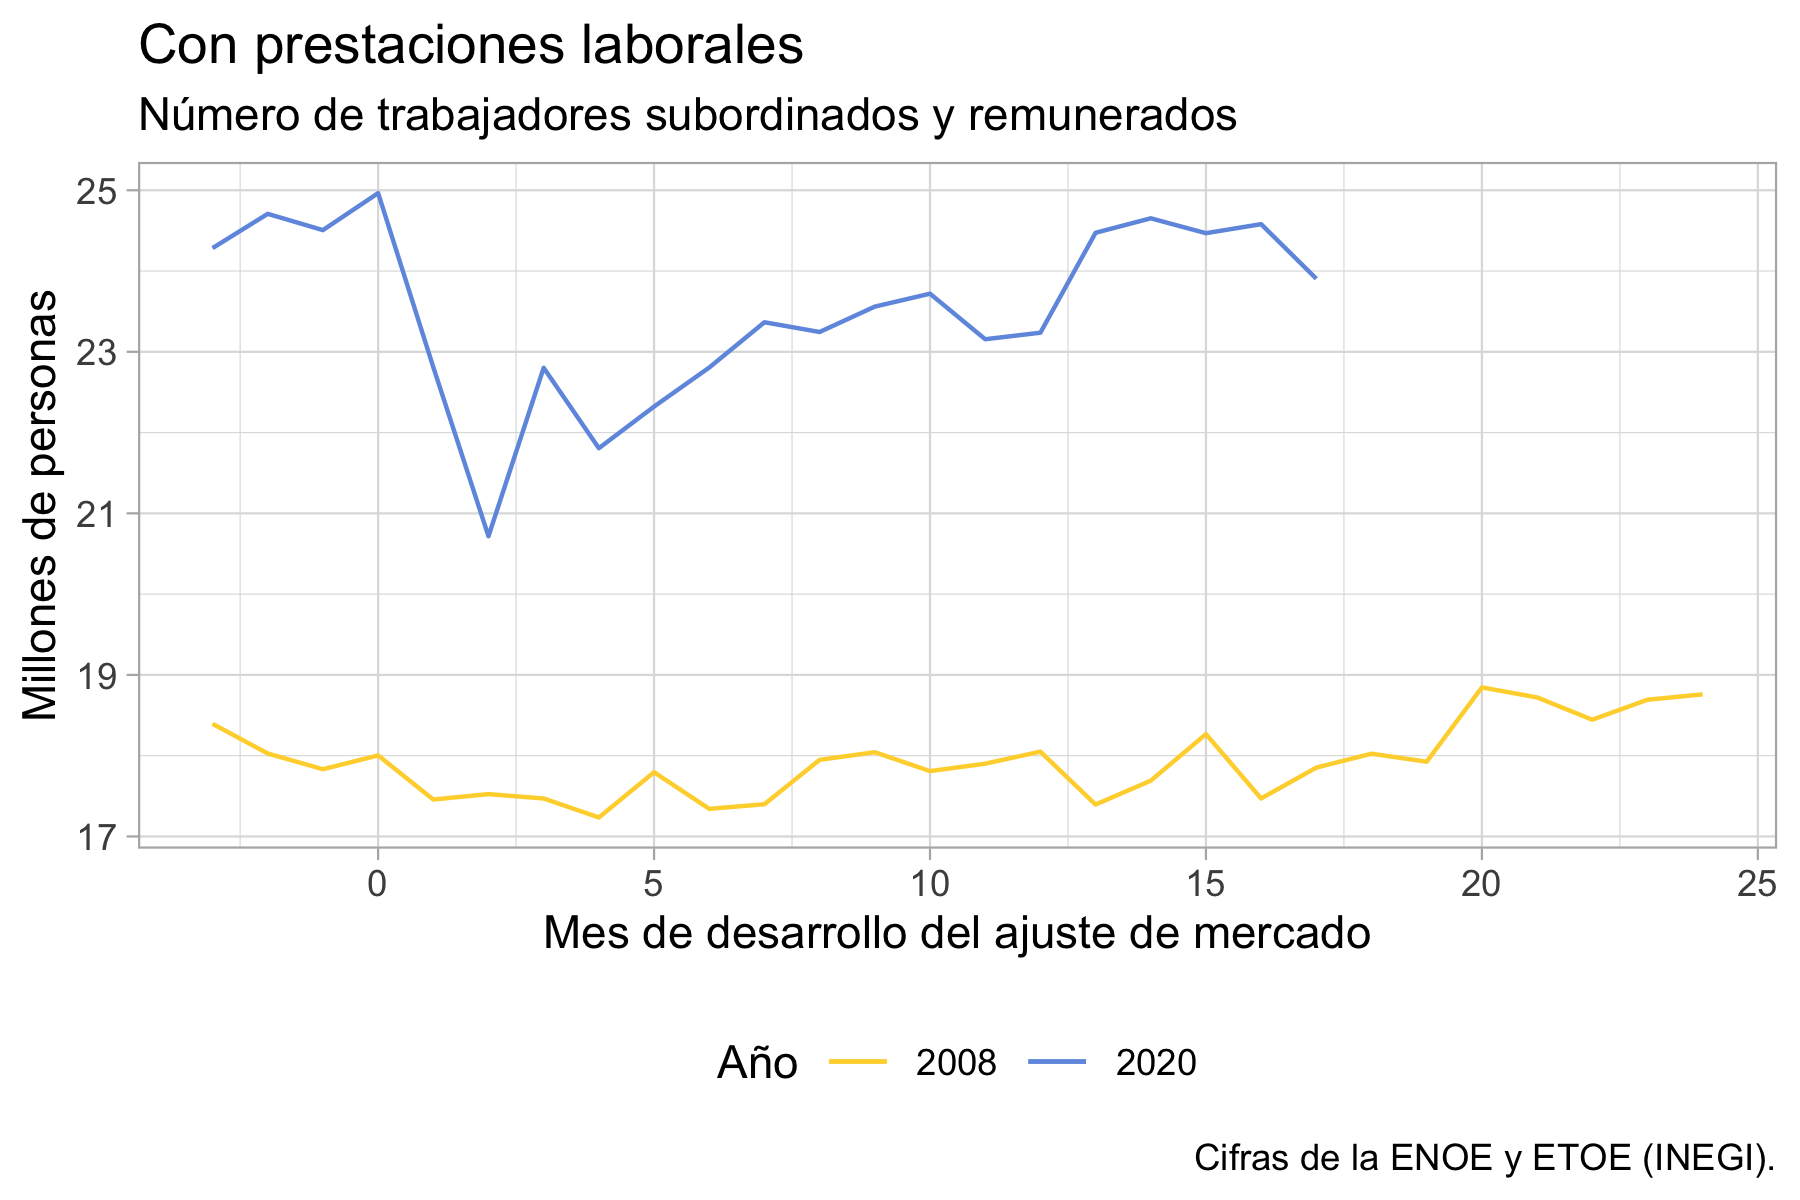 Con prestaciones laborales
Número de trabajadores subordinados y remunerados
Millones de personas
25
23
21
19
17
0 5 10 15 20 25
Mes de desarrollo del ajuste de mercado
Año 2008 2020
Cifras de la ENOE y ETOE (INEGI).